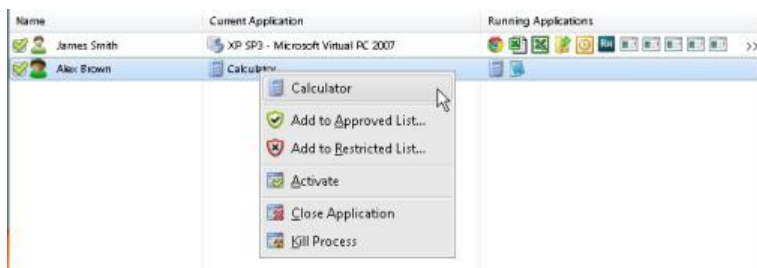 Name Current Application Running Applications
James Smith XP SP3 - Microsoft Virtual PC 2007 >>
Alex Brown Calculator
Calculator
Add to Approved List...
Add to Restricted List...
Activate
Close Application
Kill Process